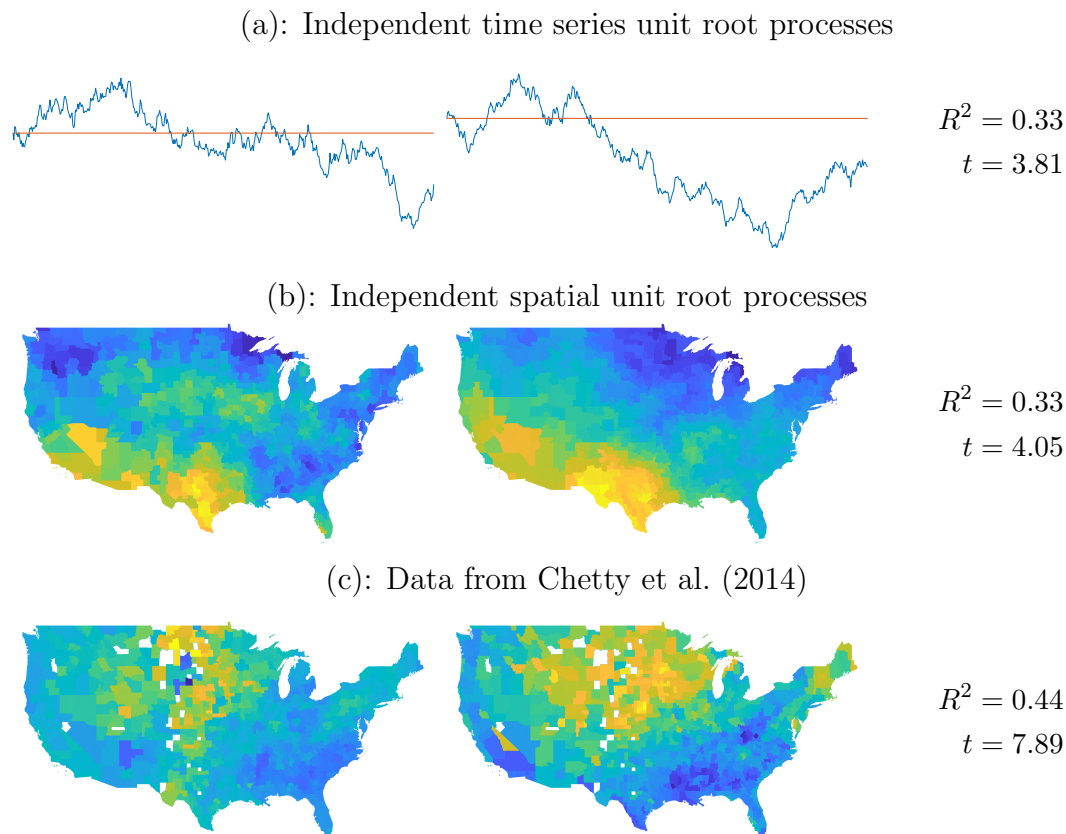 (a): Independent time series unit root processes
R² = 0.33
t = 3.81
(b): Independent spatial unit root processes
R² = 0.33
t = 4.05
(c): Data from Chetty et al. (2014)
R² = 0.44
t = 7.89